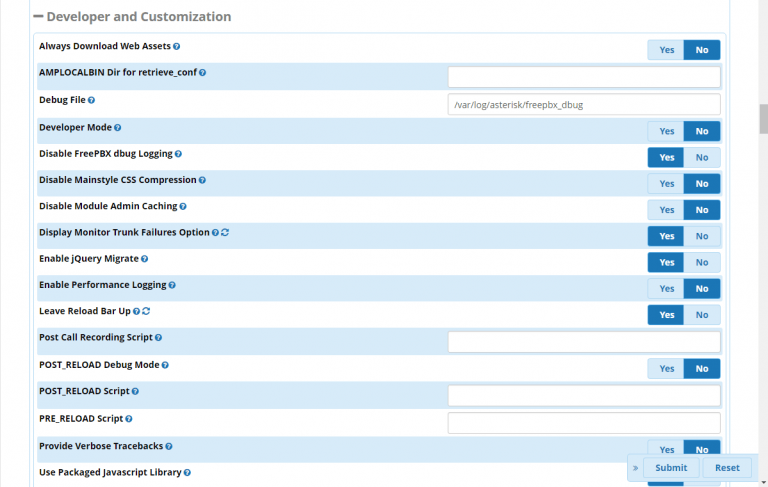 Developer and Customization
Always Download Web Assets
Yes No
AMPLOCALBIN Dir for retrieve_conf
Debug File
/var/log/asterisk/freepbx_dbug
Developer Mode
Yes No
Disable FreePBX dbug Logging
Yes No
Disable Mainstyle CSS Compression
Yes No
Disable Module Admin Caching
Yes No
Display Monitor Trunk Failures Option
Yes No
Enable jQuery Migrate
Yes No
Enable Performance Logging
Yes No
Leave Reload Bar Up
Yes No
Post Call Recording Script
POST_RELOAD Debug Mode
Yes No
POST_RELOAD Script
PRE_RELOAD Script
Provide Verbose Tracebacks
Yes No
» Submit Reset
Use Packaged Javascript Library